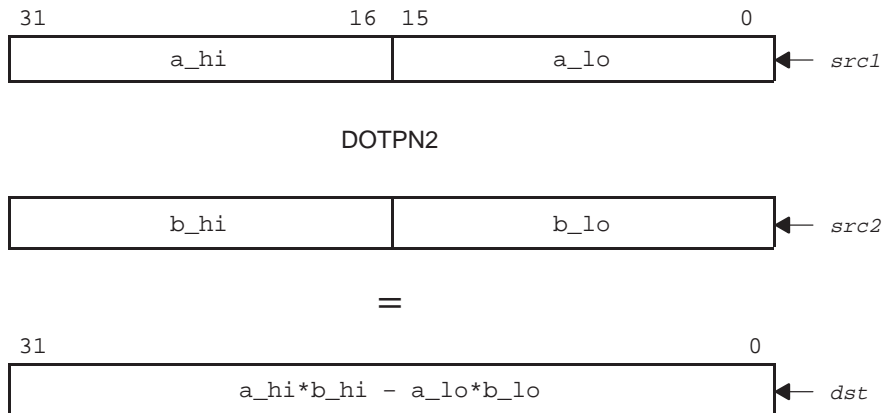 31 16 15 0
a_hi a_lo src1
DOTPN2
b_hi b_lo src2
=
31 0
a_hi*b_hi – a_lo*b_lo dst